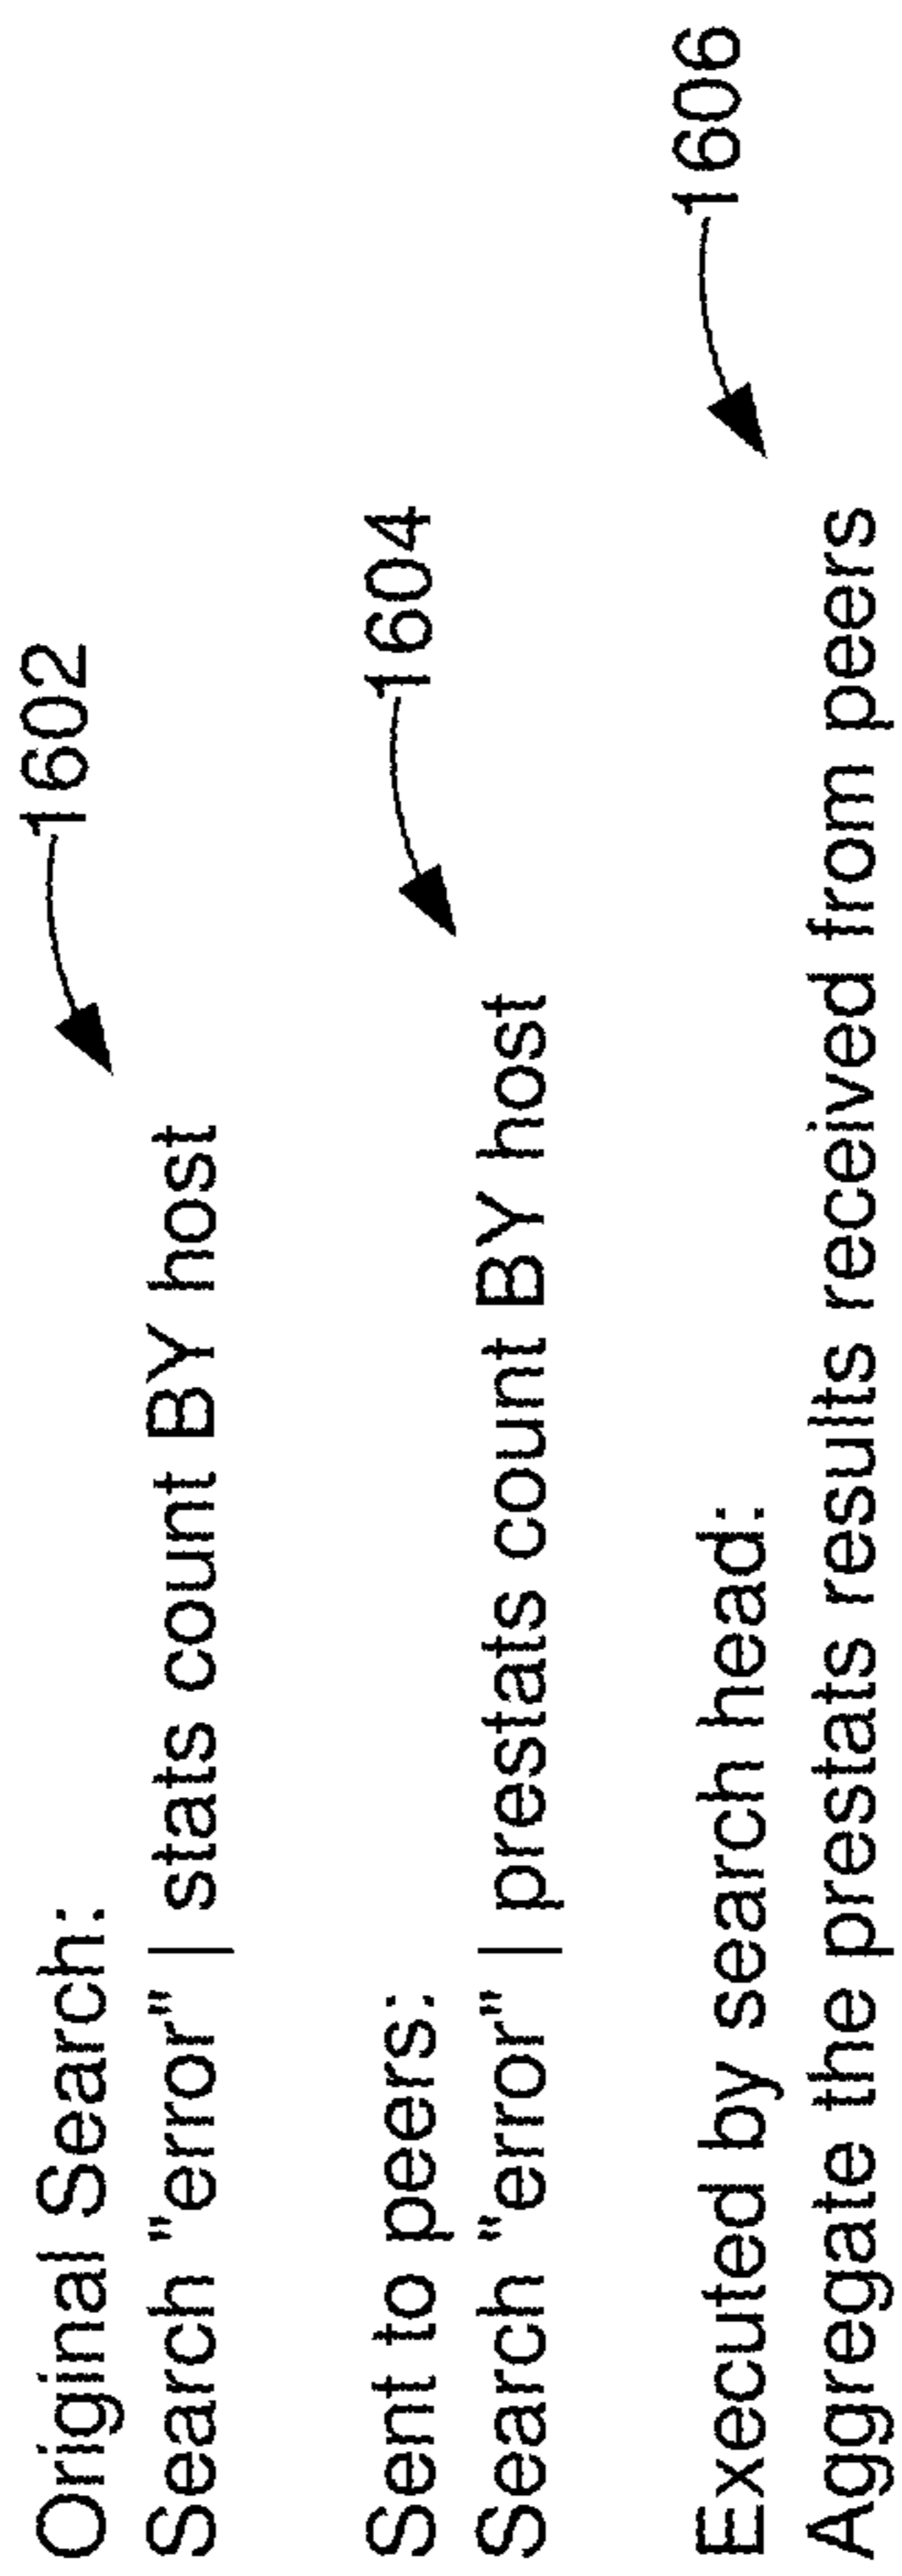 Original Search:
1602
Search "error" | stats count BY host
Sent to peers:
1604
Search "error" | prestats count BY host
Executed by search head:
1606
Aggregate the prestats results received from peers